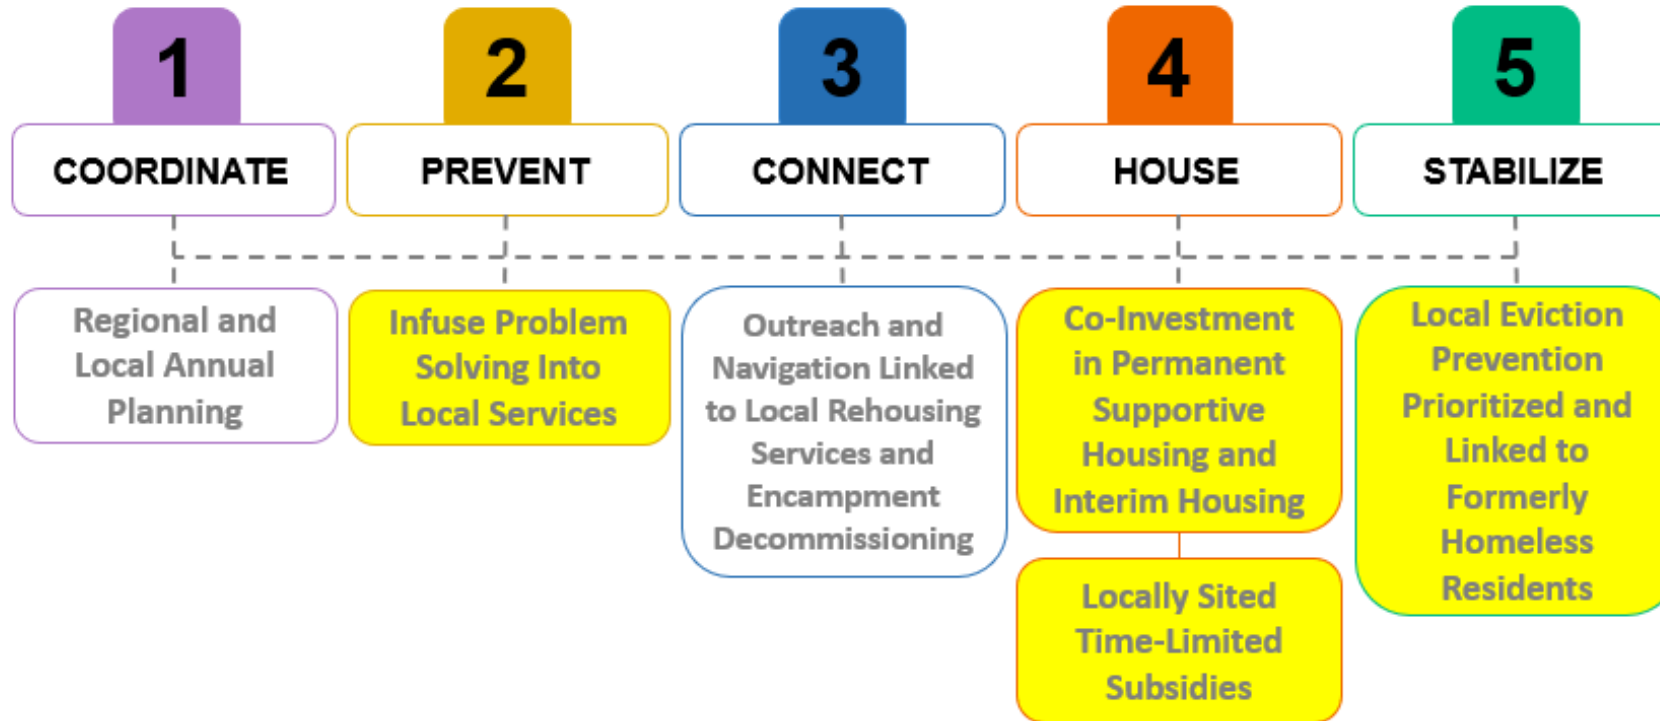 1
2
3
4
5
COORDINATE
PREVENT
CONNECT
HOUSE
STABILIZE
Regional and
Local Annual
Planning
Infuse Problem
Solving Into
Local Services
Outreach and
Navigation Linked
to Local Rehousing
Services and
Encampment
Decommissioning
Co-Investment
in Permanent
Supportive
Housing and
Interim Housing
Locally Sited
Time-Limited
Subsidies
Local Eviction
Prevention
Prioritized and
Linked to
Formerly
Homeless
Residents